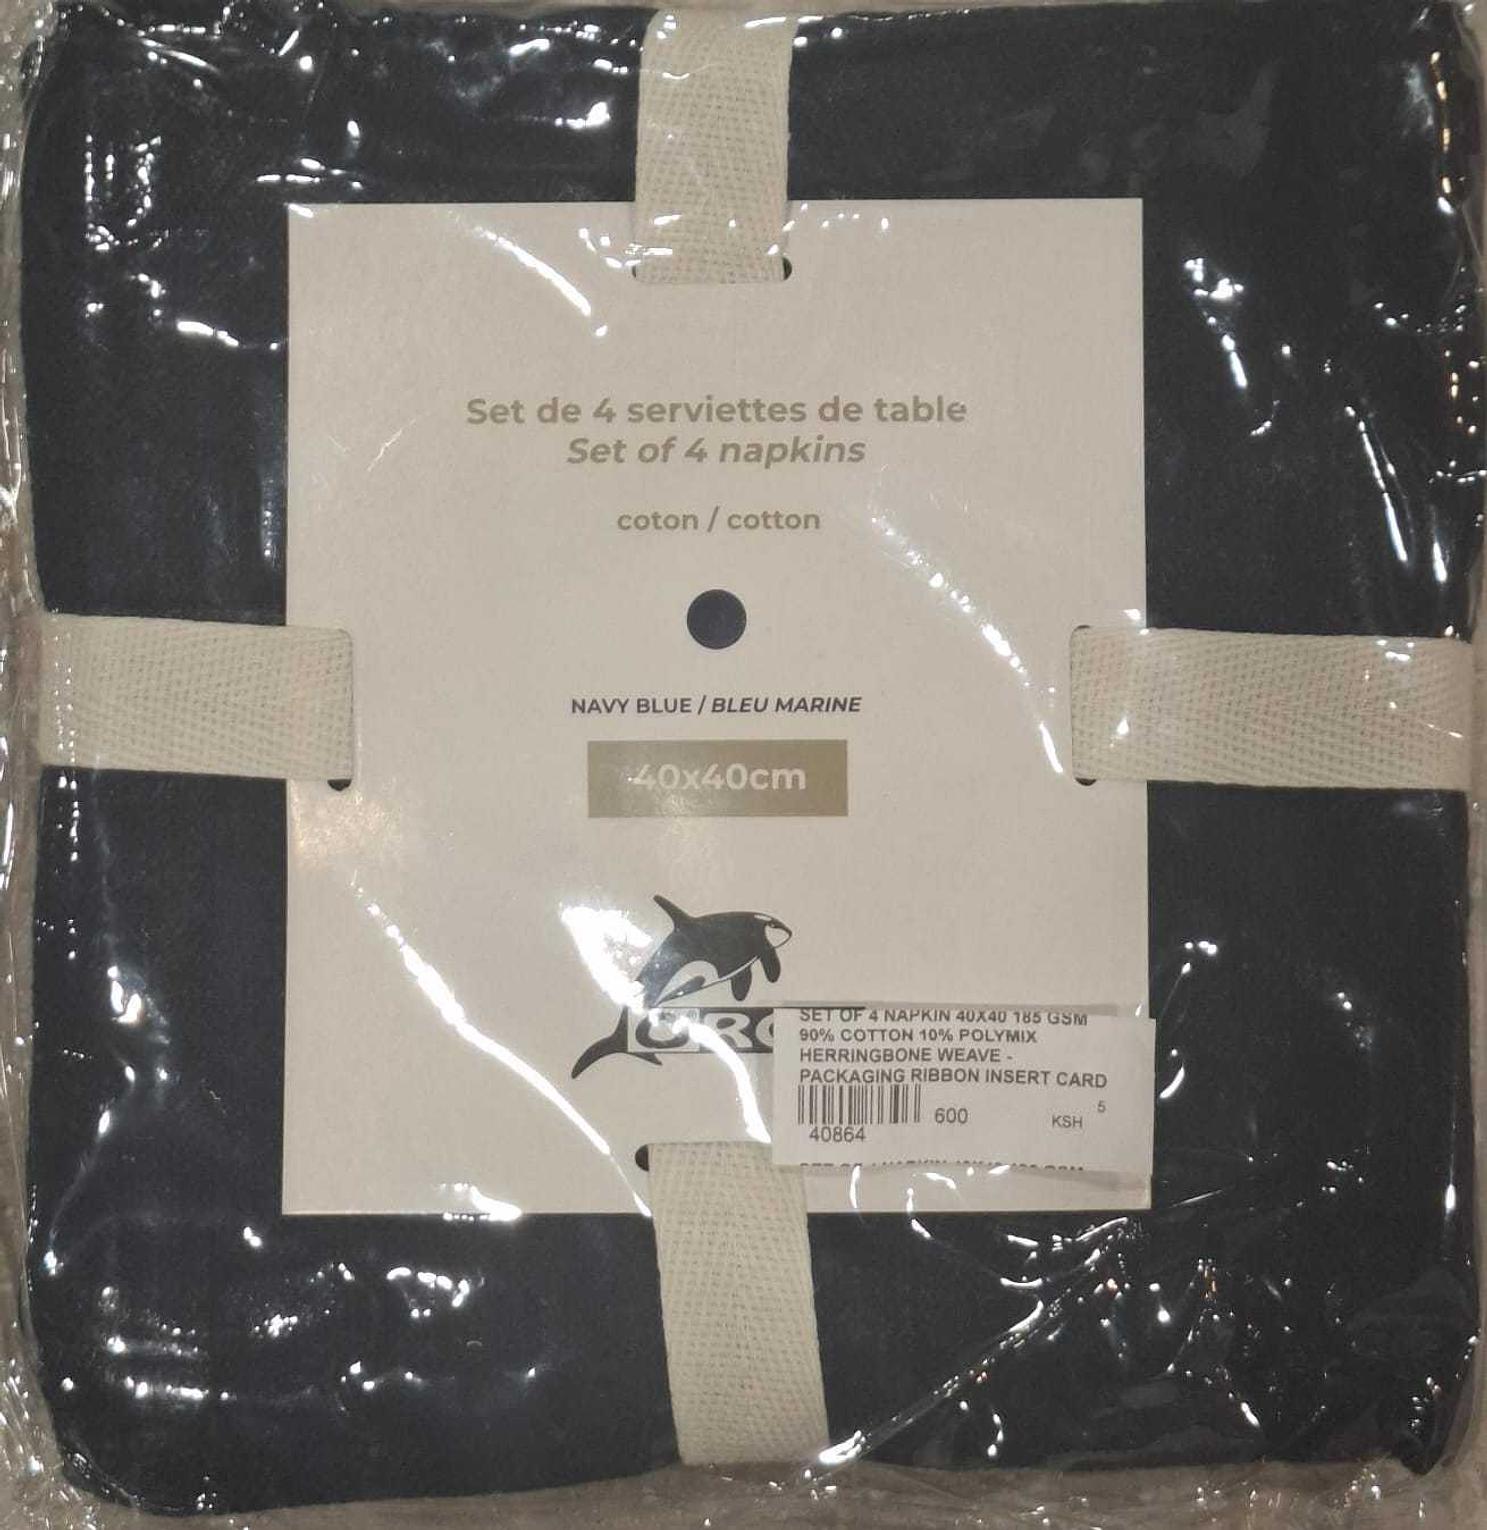 Set de 4 serviettes de table
Set of 4 napkins
coton / cotton
NAVY BLUE / BLEU MARINE
40x40cm
SET OF 4 NAPKIN 40X40 185 GSM
90% COTTON 10% POLYMIX
HERRINGBONE WEAVE -
PACKAGING RIBBON INSERT CARD
600 KSH 5
40864